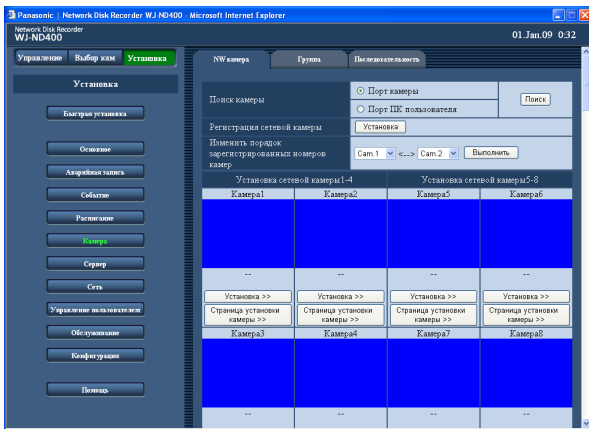 Panasonic | Network Disk Recorder WJ-ND400 - Microsoft Internet Explorer
Network Disk Recorder
WJ-ND400
01.Jan.09 0:32
Управление Выбор кам Установка
NW камера Группа Последовательность
Установка
Быстрая установка
Основное
Аварийная запись
Событие
Расписание
Камера
Сервер
Сеть
Управление пользователем
Обслуживание
Конфигурация
Помощь
Поиск камеры
Порт камеры
Порт ПК пользователя
Поиск
Регистрация сетевой камеры
Установка
Изменить порядок
зарегистрированных номеров
камер
Cam.1 <--> Cam.2 Выполнить
Установка сетевой камеры1-4 Установка сетевой камеры5-8
Камера1 Камера2 Камера5 Камера6
-- -- -- --
Установка >> Установка >> Установка >> Установка >>
Страница установки Страница установки Страница установки Страница установки
камеры >> камеры >> камеры >> камеры >>
Камера3 Камера4 Камера7 Камера8
-- -- -- --